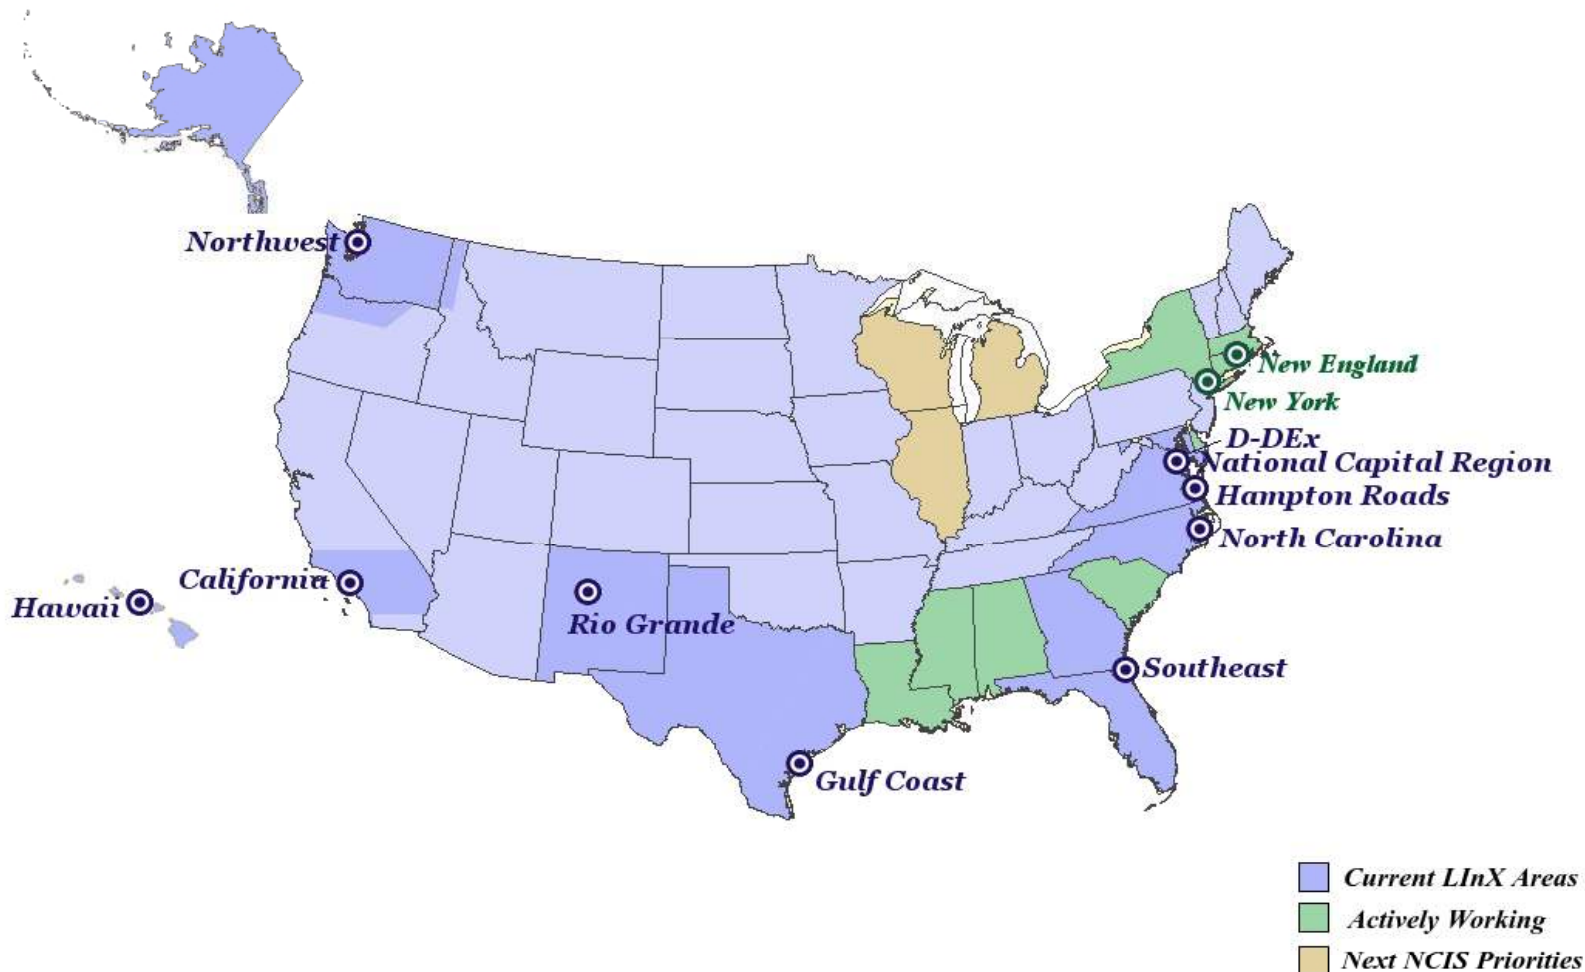 Northwest
New England
New York
D-DEx
National Capital Region
Hampton Roads
North Carolina
California
Hawaii
Rio Grande
Southeast
Gulf Coast
Current LInX Areas
Actively Working
Next NCIS Priorities